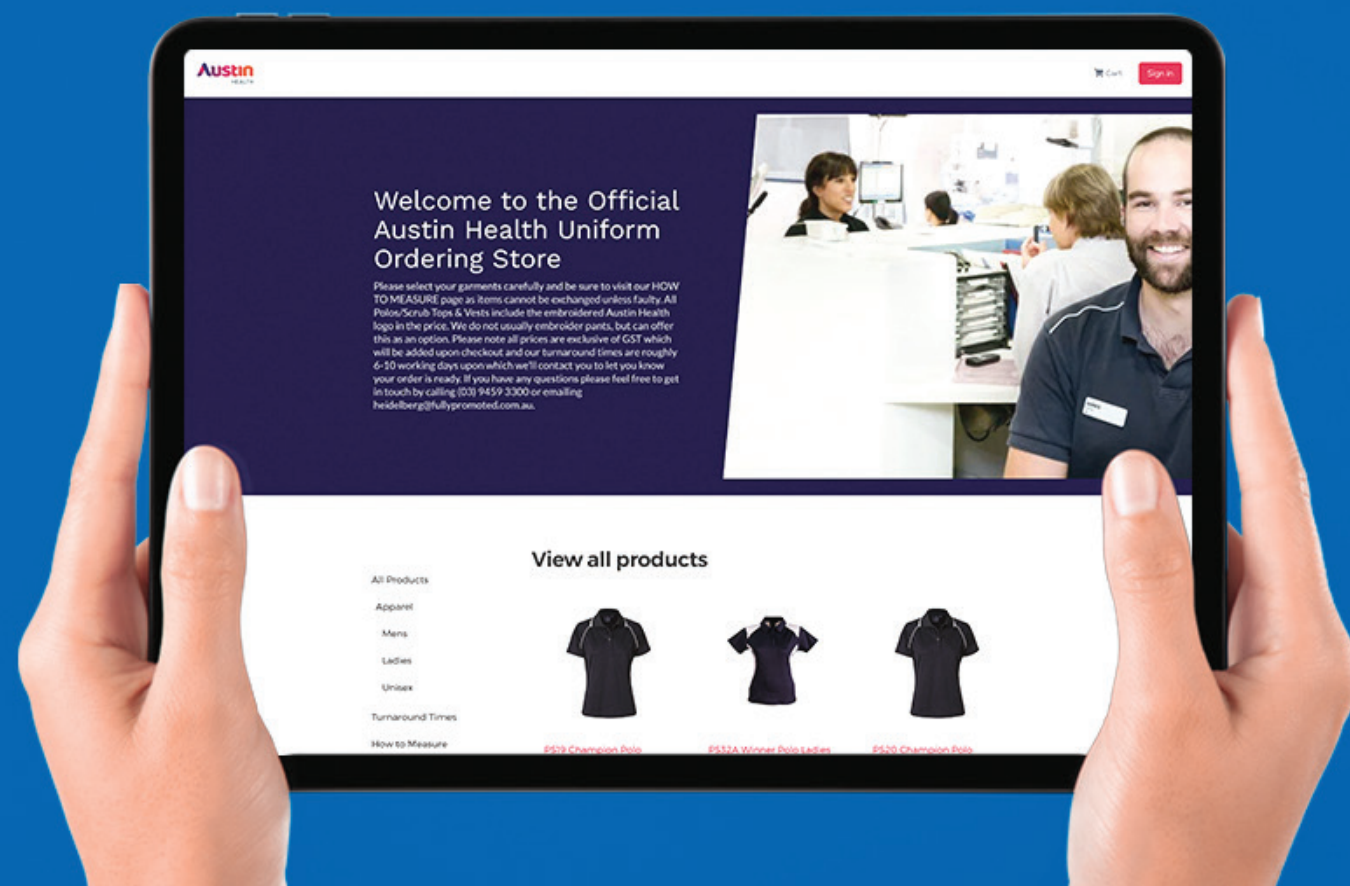 Austin
HEALTH
Cart
Sign in
Welcome to the Official
Austin Health Uniform
Ordering Store
Please select your garments carefully and be sure to visit our HOW
TO MEASURE page as items cannot be exchanged unless faulty. All
Polos/Scrub Tops & Vests include the embroidered Austin Health
logo in the price. We do not usually embroider pants, but can offer
this as an option. Please note all prices are exclusive of GST which
will be added upon checkout and our turnaround times are roughly
6-10 working days upon which we'll contact you to let you know
your order is ready. If you have any questions please feel free to get
in touch by calling (03) 9459 3300 or emailing
heidelberg@fullypromoted.com.au.
View all products
All Products
Apparel
Mens
Ladies
Unisex
Turnaround Times
How to Measure
PS19 Champion Polo
PS32A Winner Polo Ladies
PS20 Champion Polo